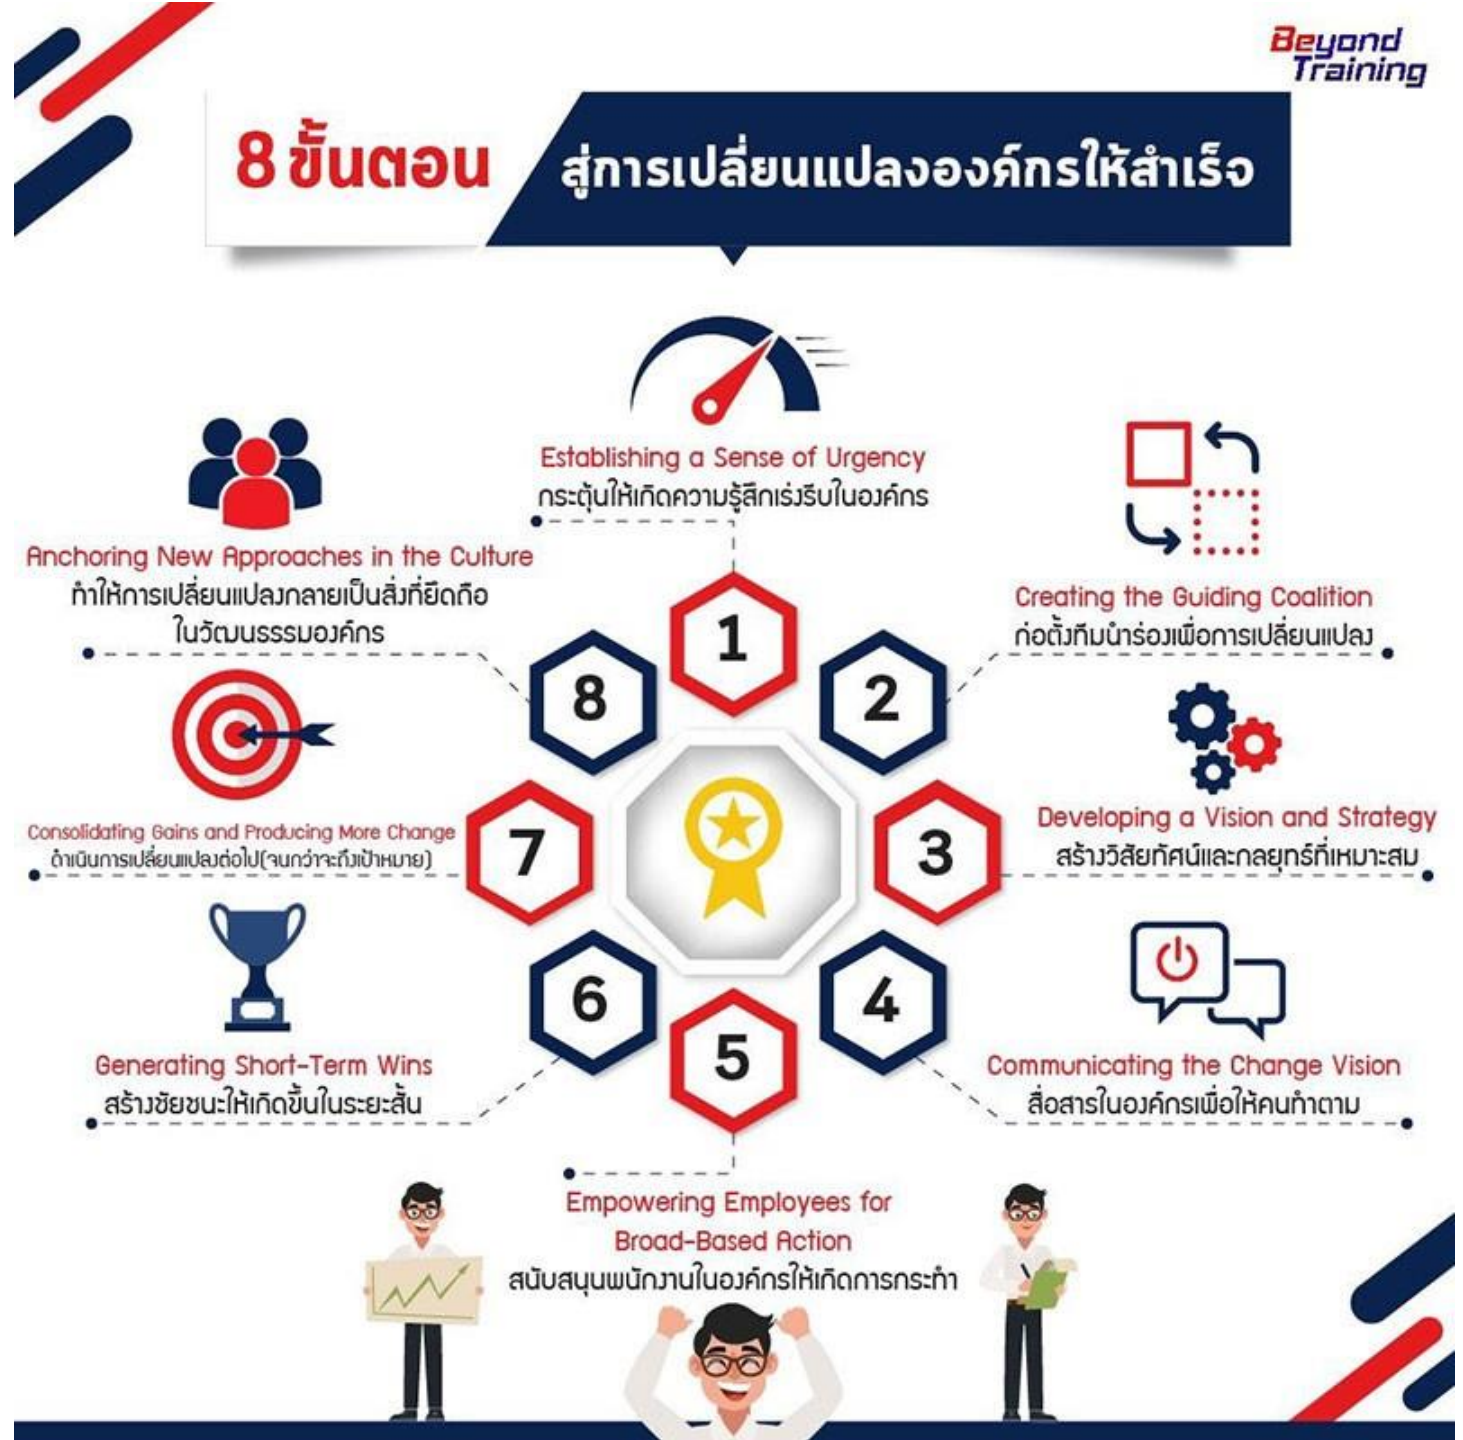 Beyond
Training
8 ขั้นตอน สู่การเปลี่ยนแปลงองค์กรให้สำเร็จ
Establishing a Sense of Urgency
กระตุ้นให้เกิดความรู้สึกเร่งรีบในองค์กร
1
Creating the Guiding Coalition
ก่อตั้งทีมนำร่องเพื่อการเปลี่ยนแปลง
2
Developing a Vision and Strategy
สร้างวิสัยทัศน์และกลยุทธ์ที่เหมาะสม
3
Communicating the Change Vision
สื่อสารในองค์กรเพื่อให้คนทำตาม
4
5
Empowering Employees for
Broad-Based Action
สนับสนุนพนักงานในองค์กรให้เกิดการกระทำ
6
Generating Short-Term Wins
สร้างชัยชนะให้เกิดขึ้นในระยะสั้น
7
Consolidating Gains and Producing More Change
ดำเนินการเปลี่ยนแปลงต่อไป(จนกว่าจะถึงเป้าหมาย)
8
Anchoring New Approaches in the Culture
ทำให้การเปลี่ยนแปลงกลายเป็นสิ่งที่ยึดถือ
ในวัฒนธรรมองค์กร